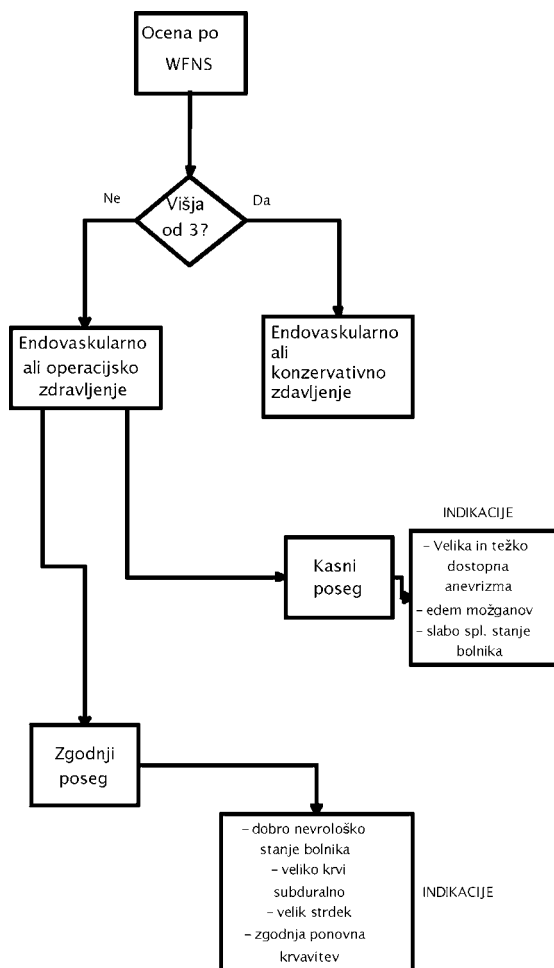 Ocena po
WFNS
Ne
Višja
od 3?
Da
Endovaskularno
ali operacijsko
zdravljenje
Endovaskularno
ali
konzervativno
zdavljenje
INDIKACIJE
Kasni
poseg
– Velika in težko
dostopna
anevrizma
– edem možganov
– slabo spl. stanje
bolnika
Zgodnji
poseg
– dobro nevrološko
stanje bolnika
– veliko krvi
subduralno
– velik strdek
– zgodnja ponovna
krvavitev
INDIKACIJE